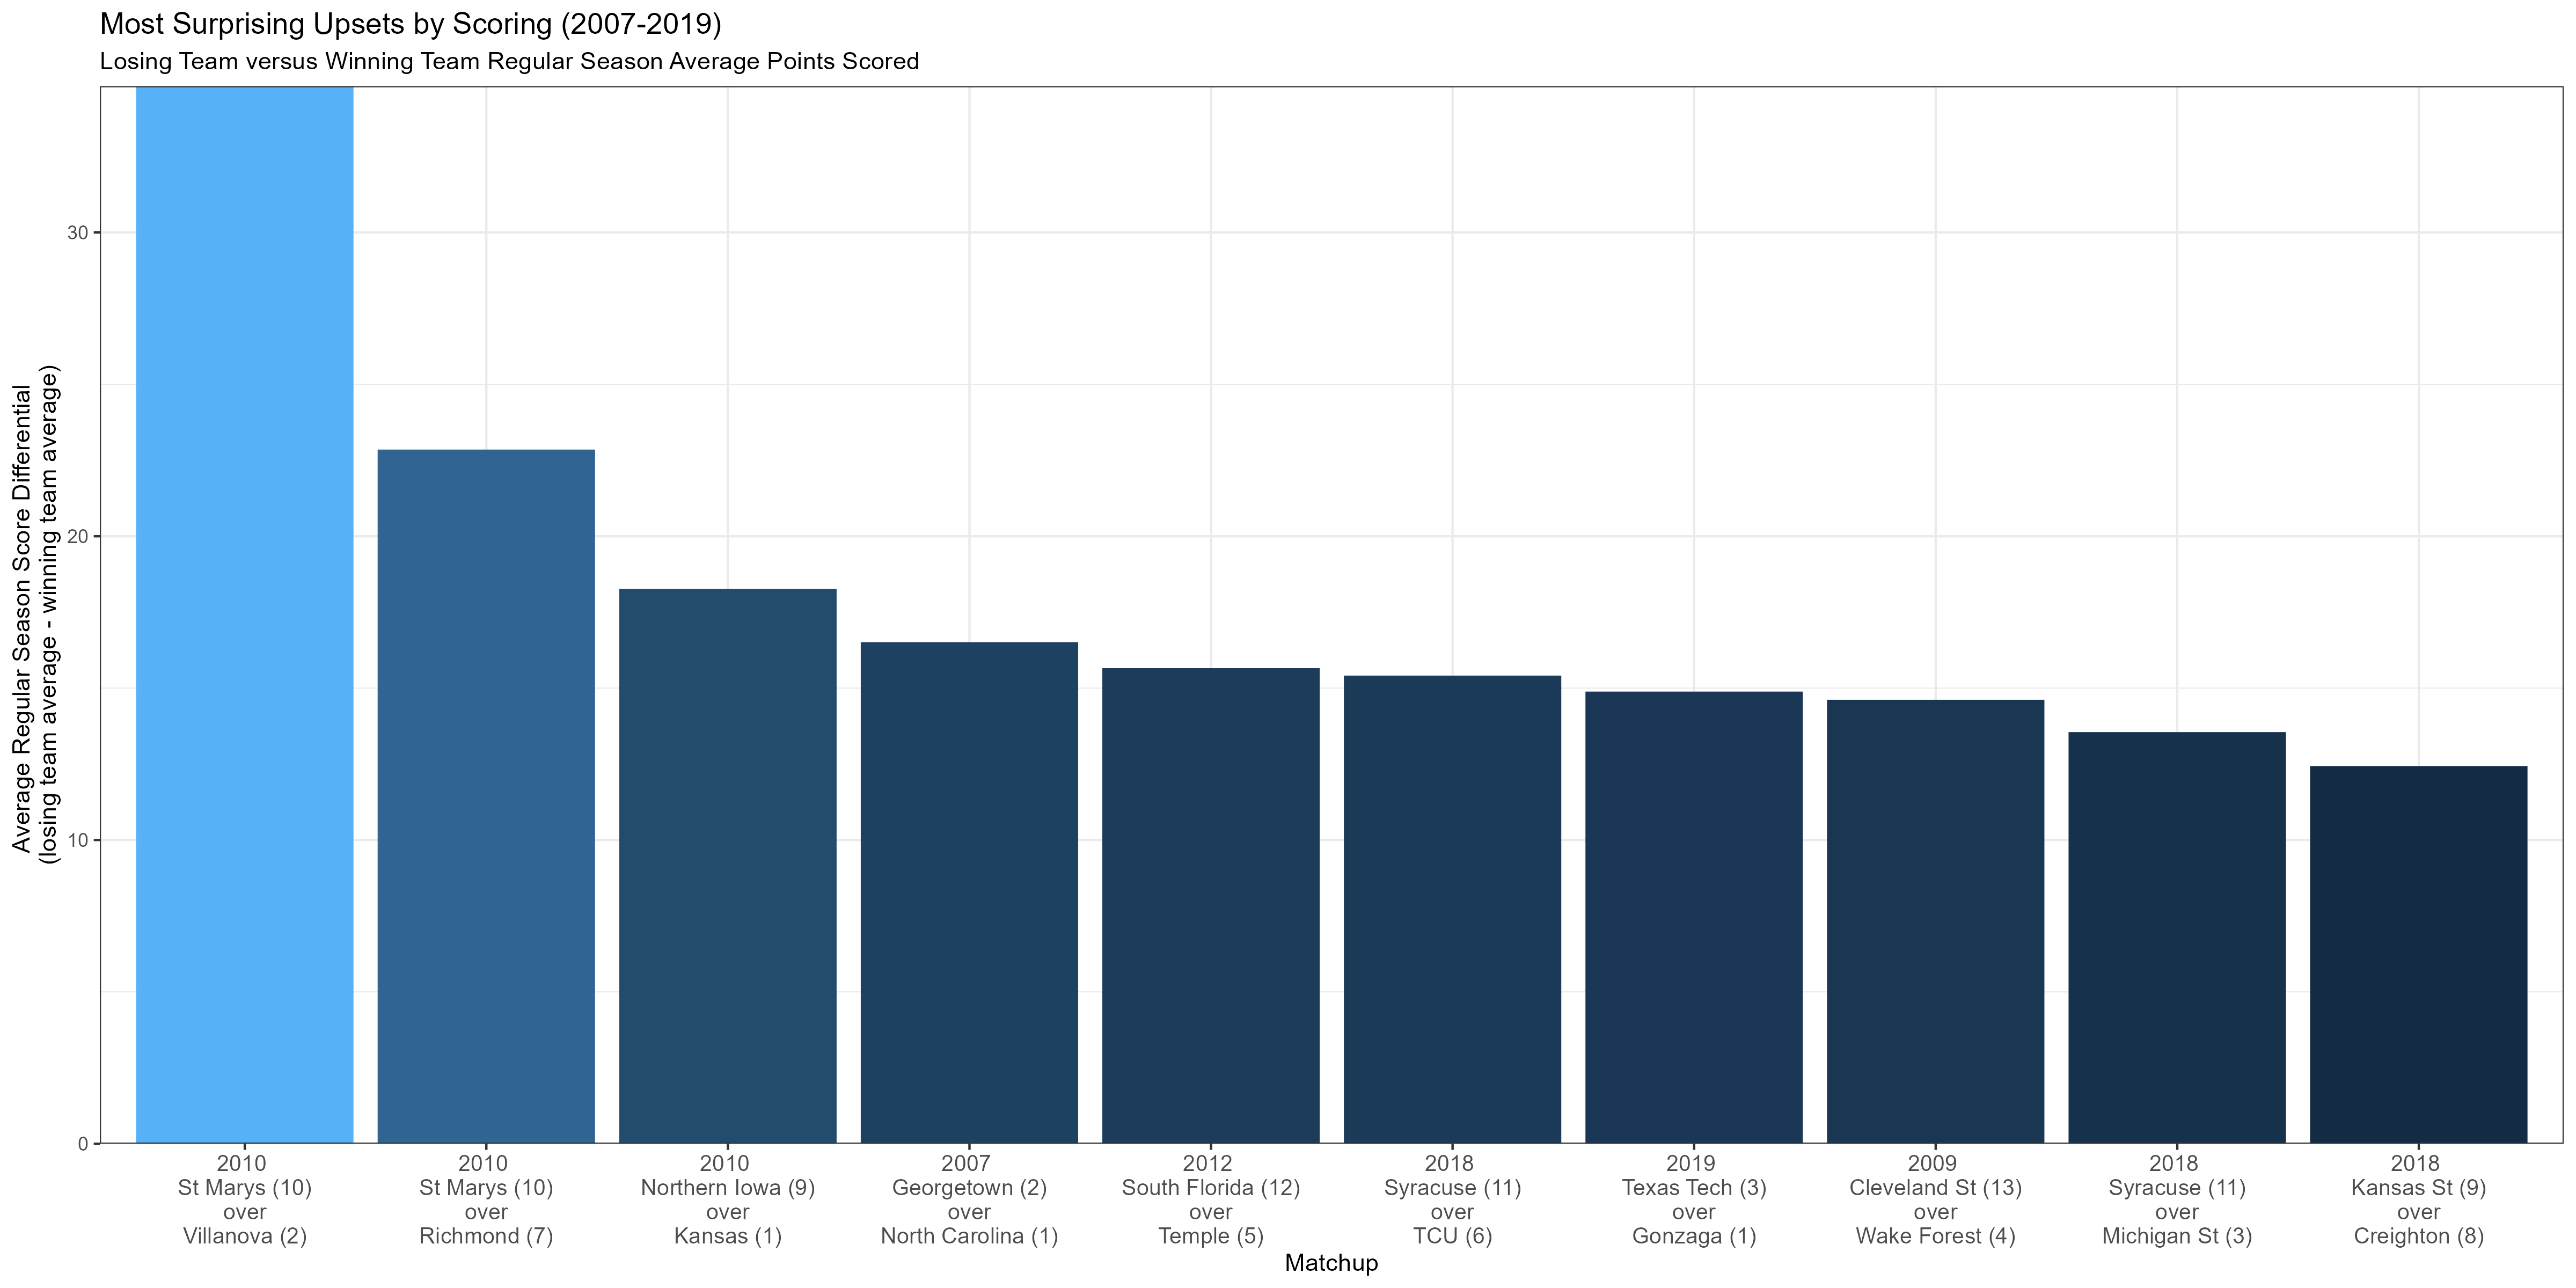 Most Surprising Upsets by Scoring (2007-2019)
Losing Team versus Winning Team Regular Season Average Points Scored
Average Regular Season Score Differential
(losing team average - winning team average)
30
20
10
0
2010
St Marys (10)
over
Villanova (2)
2010
St Marys (10)
over
Richmond (7)
2010
Northern Iowa (9)
over
Kansas (1)
2007
Georgetown (2)
over
North Carolina (1)
2012
South Florida (12)
over
Temple (5)
2018
Syracuse (11)
over
TCU (6)
2019
Texas Tech (3)
over
Gonzaga (1)
2009
Cleveland St (13)
over
Wake Forest (4)
2018
Syracuse (11)
over
Michigan St (3)
2018
Kansas St (9)
over
Creighton (8)
Matchup